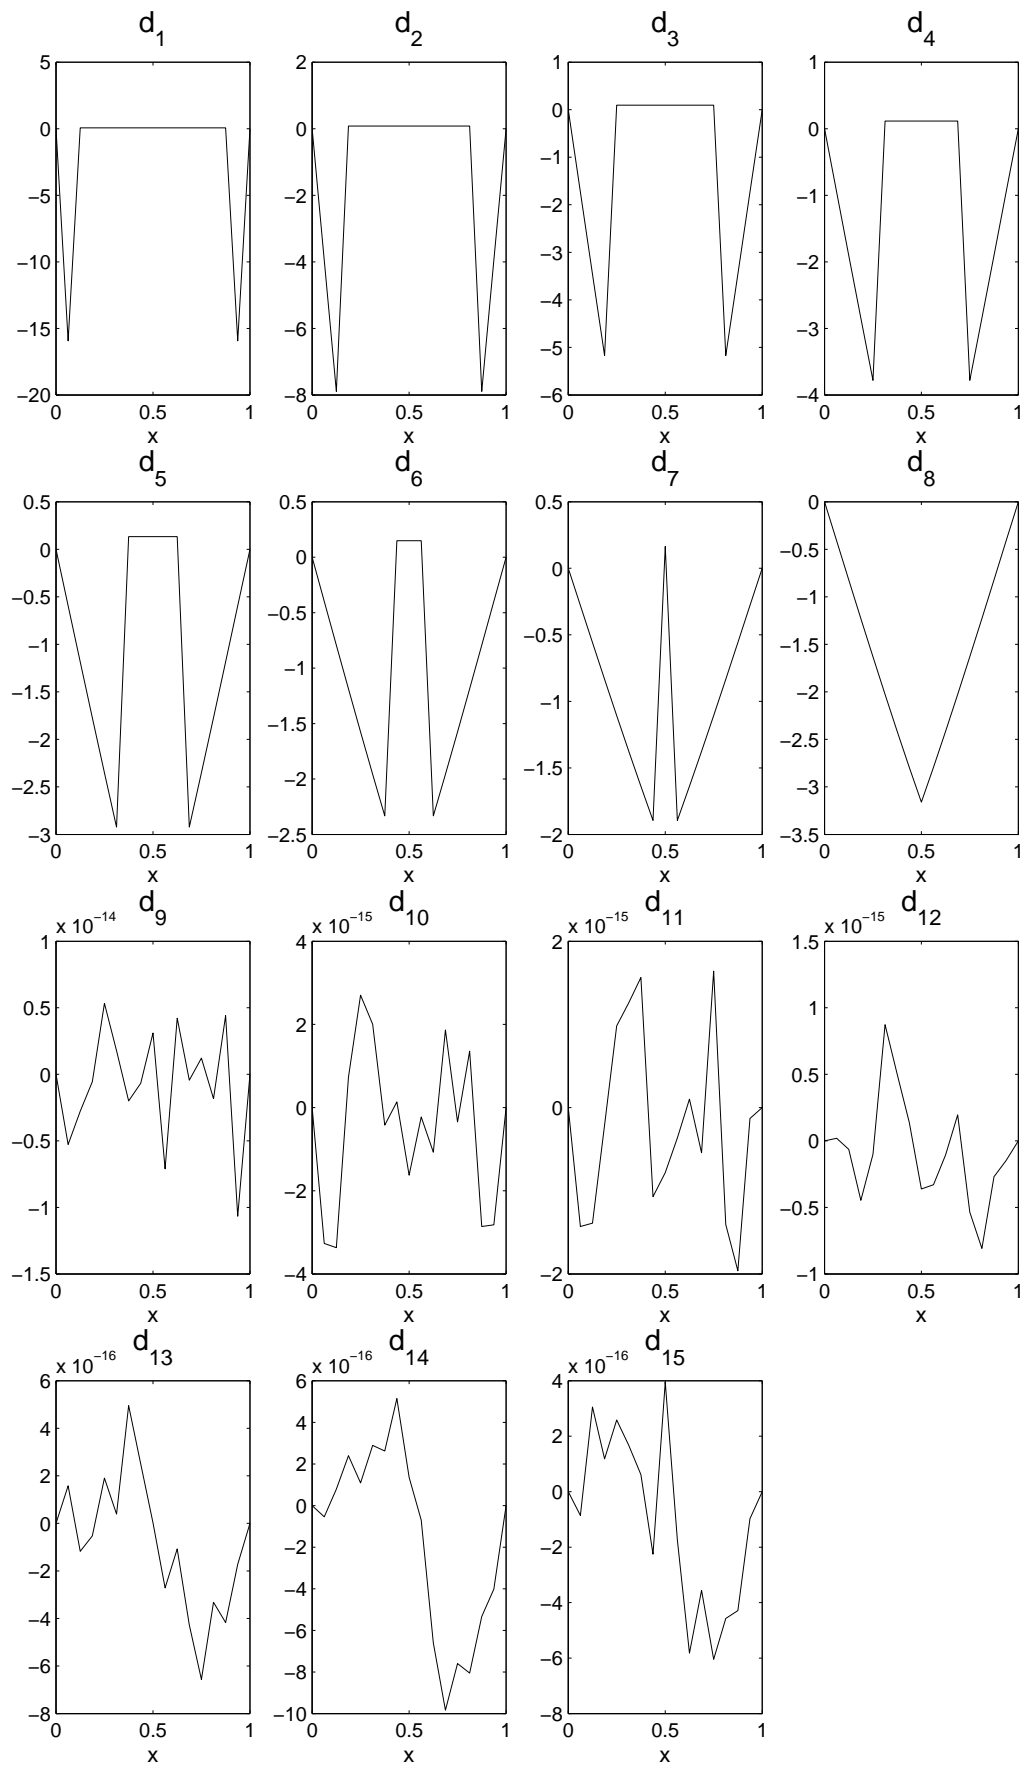 d1 d2 d3 d4
5 2 1 1
0 0 0 0
−5 −2 −1 −1
−10 −4 −2 −2
−15 −6 −3 −3
−20 −8 −4 −4
−5
−6
0 0.5 1 0 0.5 1 0 0.5 1 0 0.5 1
x x x x
d5 d6 d7 d8
0.5 0.5 0.5 0
0 0 0 −0.5
−0.5 −0.5 −0.5 −1
−1 −1 −1 −1.5
−1.5 −1.5 −1.5 −2
−2 −2 −2 −2.5
−2.5 −2.5 −3
−3 −3.5
0 0.5 1 0 0.5 1 0 0.5 1 0 0.5 1
x x x x
d9 d10 d11 d12
x 10−14 x 10−15 x 10−15 x 10−15
1 4 2 1.5
0.5 2 0 1
0 0 −2 0.5
−0.5 −2 0
−1 −4 −0.5
−1.5 −1
0 0.5 1 0 0.5 1 0 0.5 1 0 0.5 1
x x x x
d13 d14 d15
x 10−16 x 10−16 x 10−16
6 6 4
4 4 2
2 2 0
0 0 −2
−2 −2 −4
−4 −4 −6
−6 −6 −8
−8 −8
−10
0 0.5 1 0 0.5 1 0 0.5 1
x x x